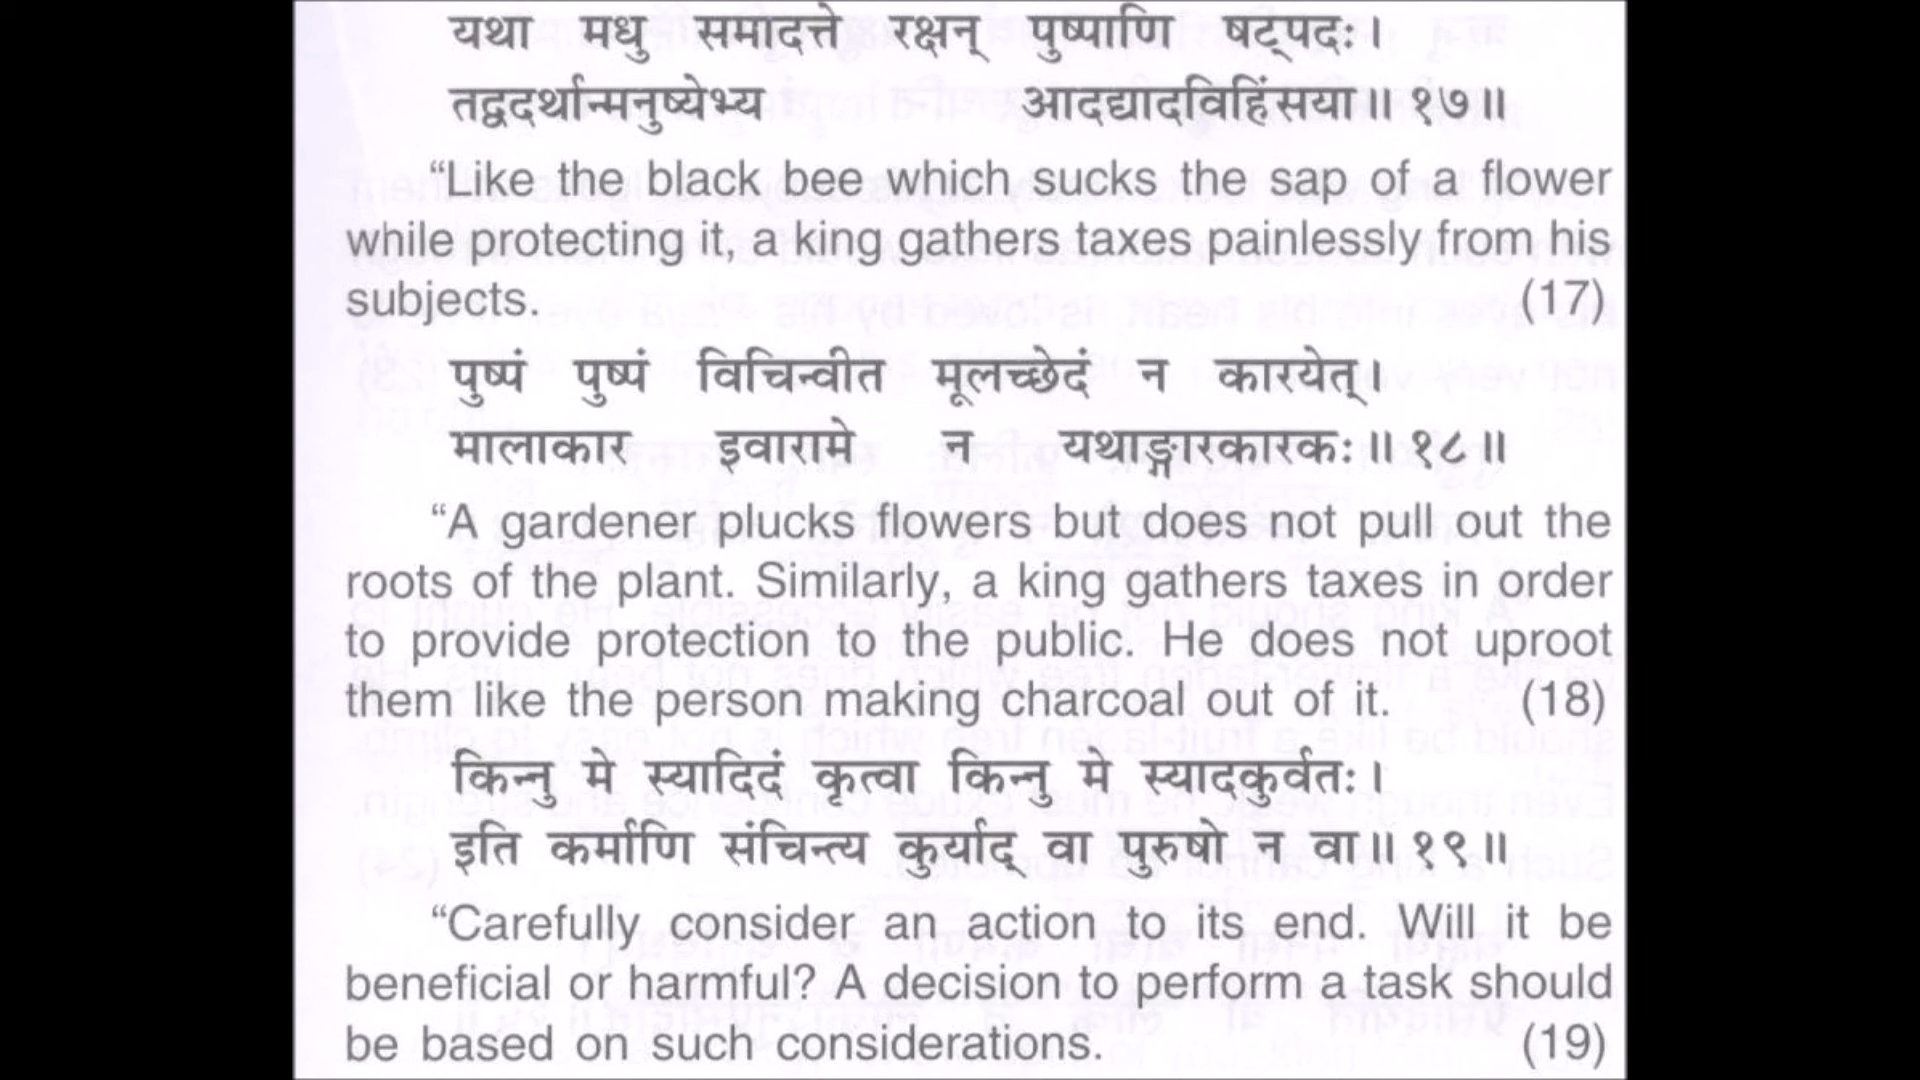 यथा मधु समादत्ते रक्षन् पुष्पाणि षट्पदः।
तद्वदर्थान्मनुष्येभ्य आदद्यादविहिंसया॥ १७॥
“Like the black bee which sucks the sap of a flower
while protecting it, a king gathers taxes painlessly from his
subjects. (17)
पुष्पं पुष्पं विचिन्वीत मूलच्छेदं न कारयेत्।
मालाकार इवारामे न यथाङ्गारकारकः॥ १८॥
“A gardener plucks flowers but does not pull out the
roots of the plant. Similarly, a king gathers taxes in order
to provide protection to the public. He does not uproot
them like the person making charcoal out of it. (18)
किन्नु मे स्यादिदं कृत्वा किन्नु मे स्यादकुर्वतः।
इति कर्माणि संचिन्त्य कुर्याद् वा पुरुषो न वा॥ १९॥
“Carefully consider an action to its end. Will it be
beneficial or harmful? A decision to perform a task should
be based on such considerations. (19)